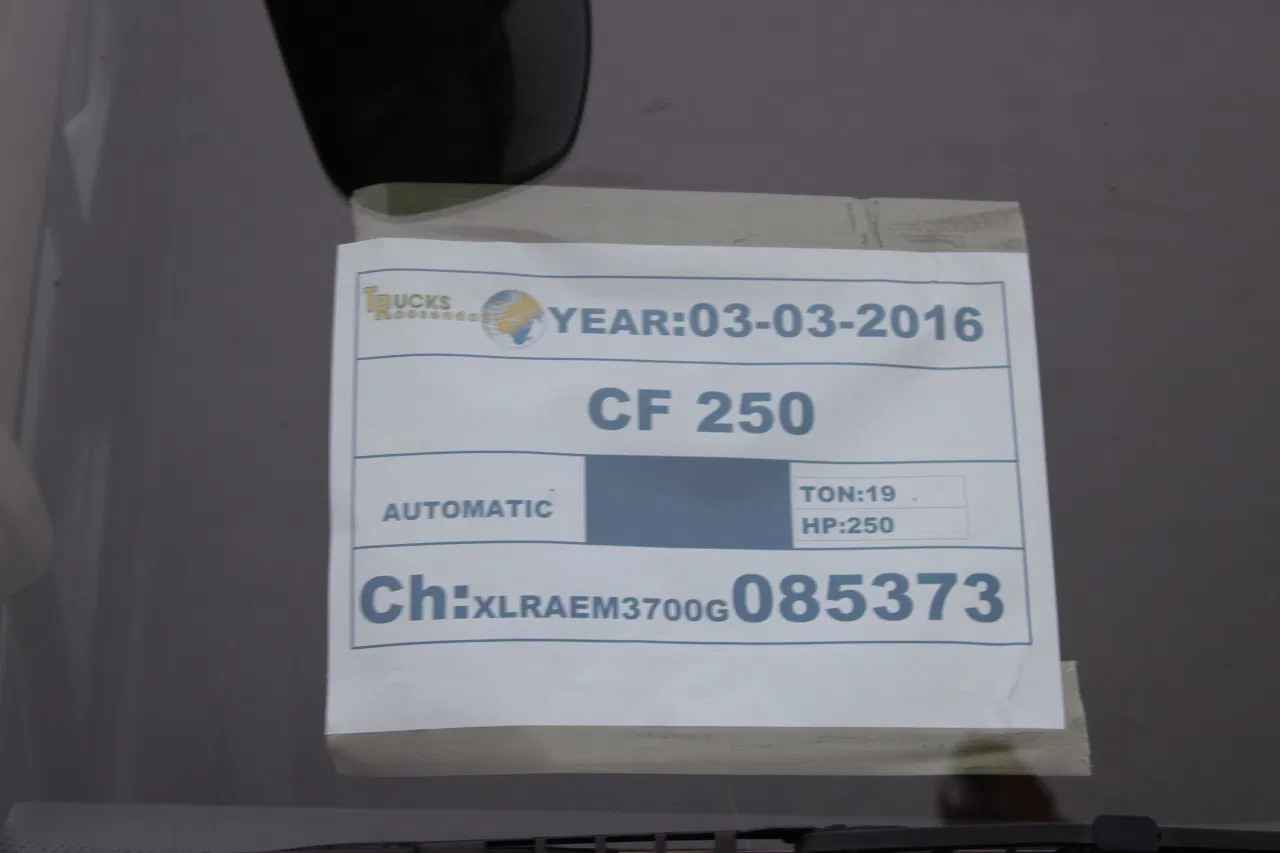 TRUCKS
YEAR:03-03-2016
CF 250
AUTOMATIC
TON:19
HP:250
Ch:XLRAEM3700G085373